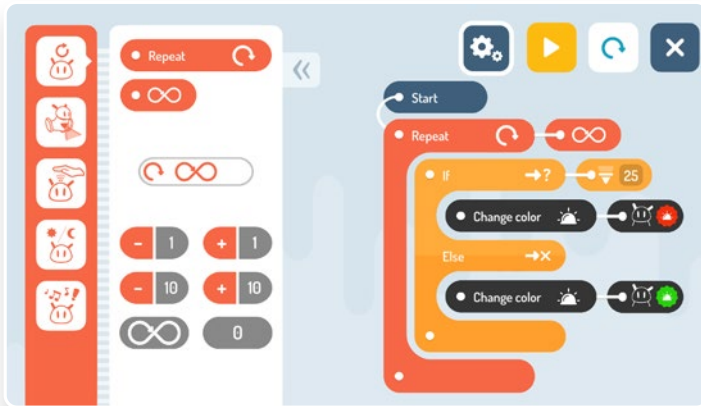 Repeat
- 1 + 1
- 10 + 10
0
Start
Repeat
If →? 25
Change color
Else →×
Change color